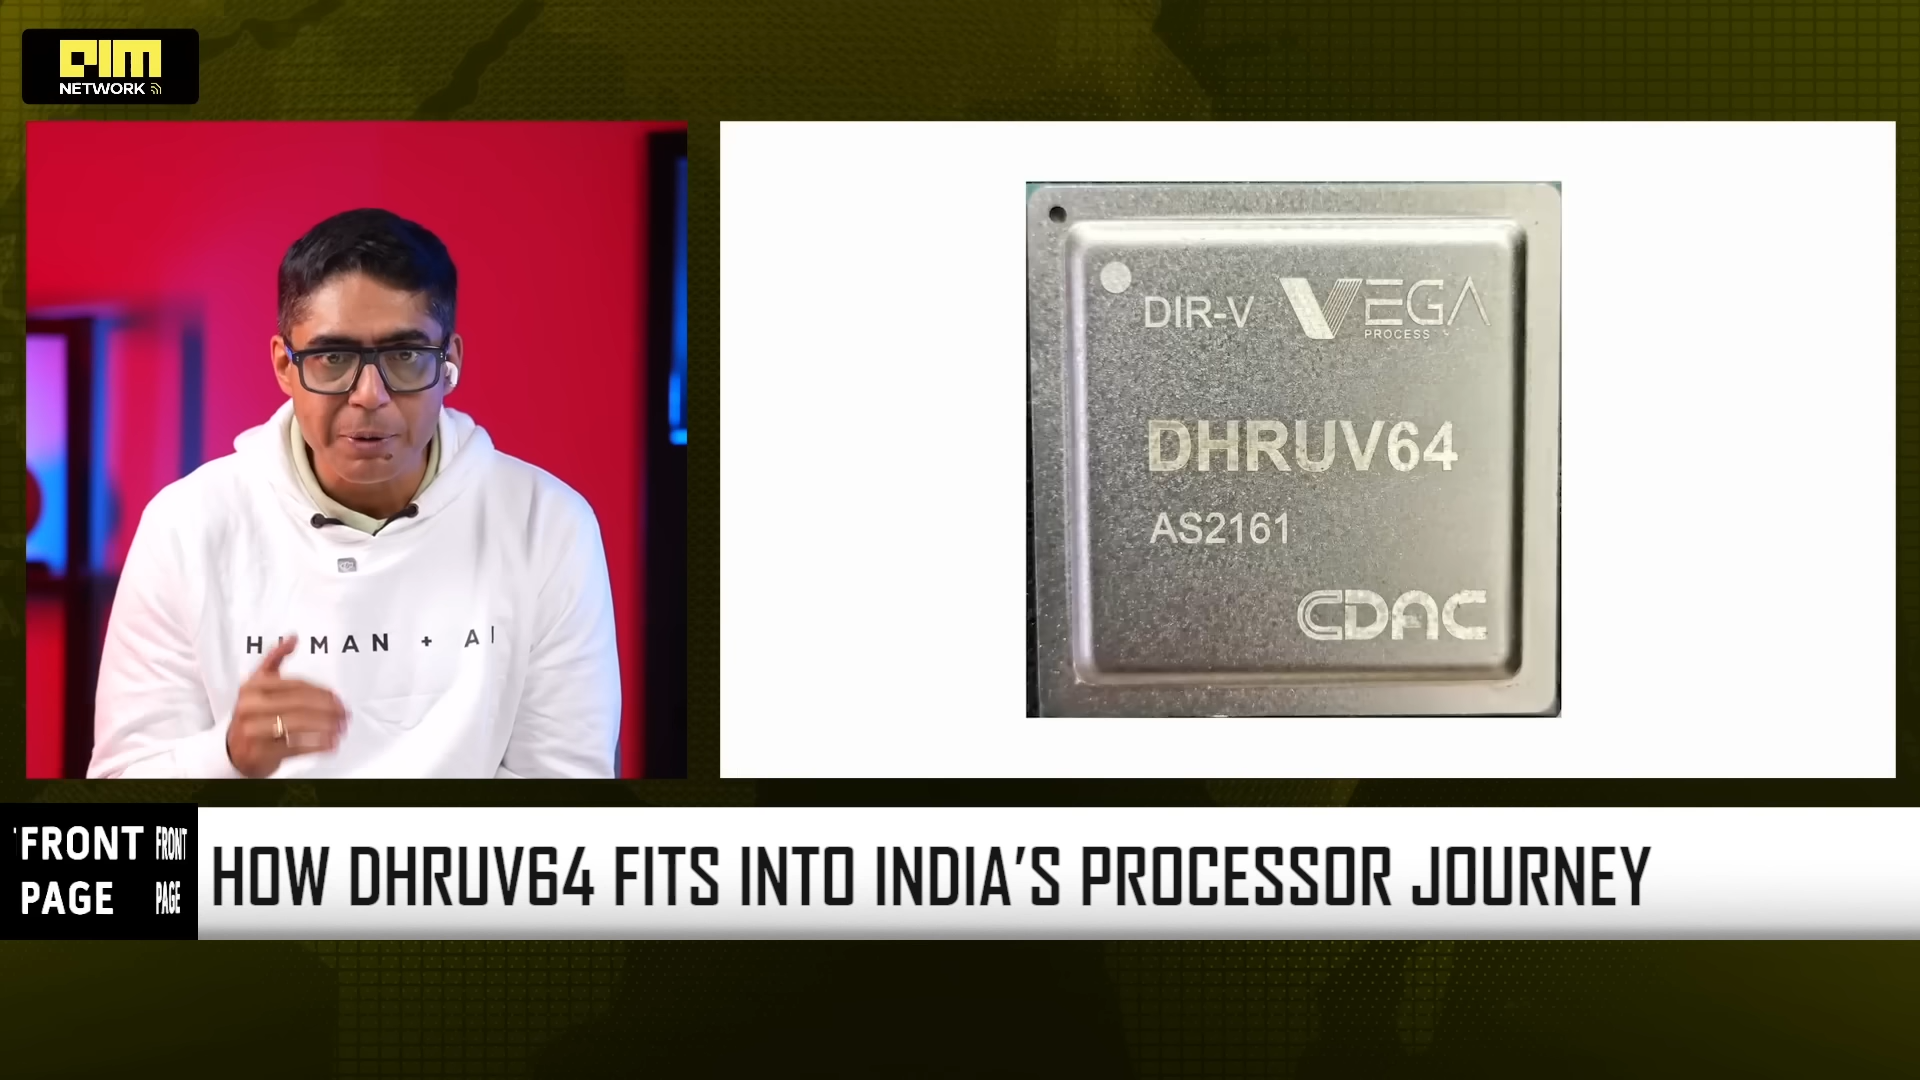 AIM
NETWORK
HUMAN + AI
DIR-V VEGA
PROCESS
DHRUV64
AS2161
CDAC
FRONT PAGE
FRONT PAGE
HOW DHRUV64 FITS INTO INDIA'S PROCESSOR JOURNEY